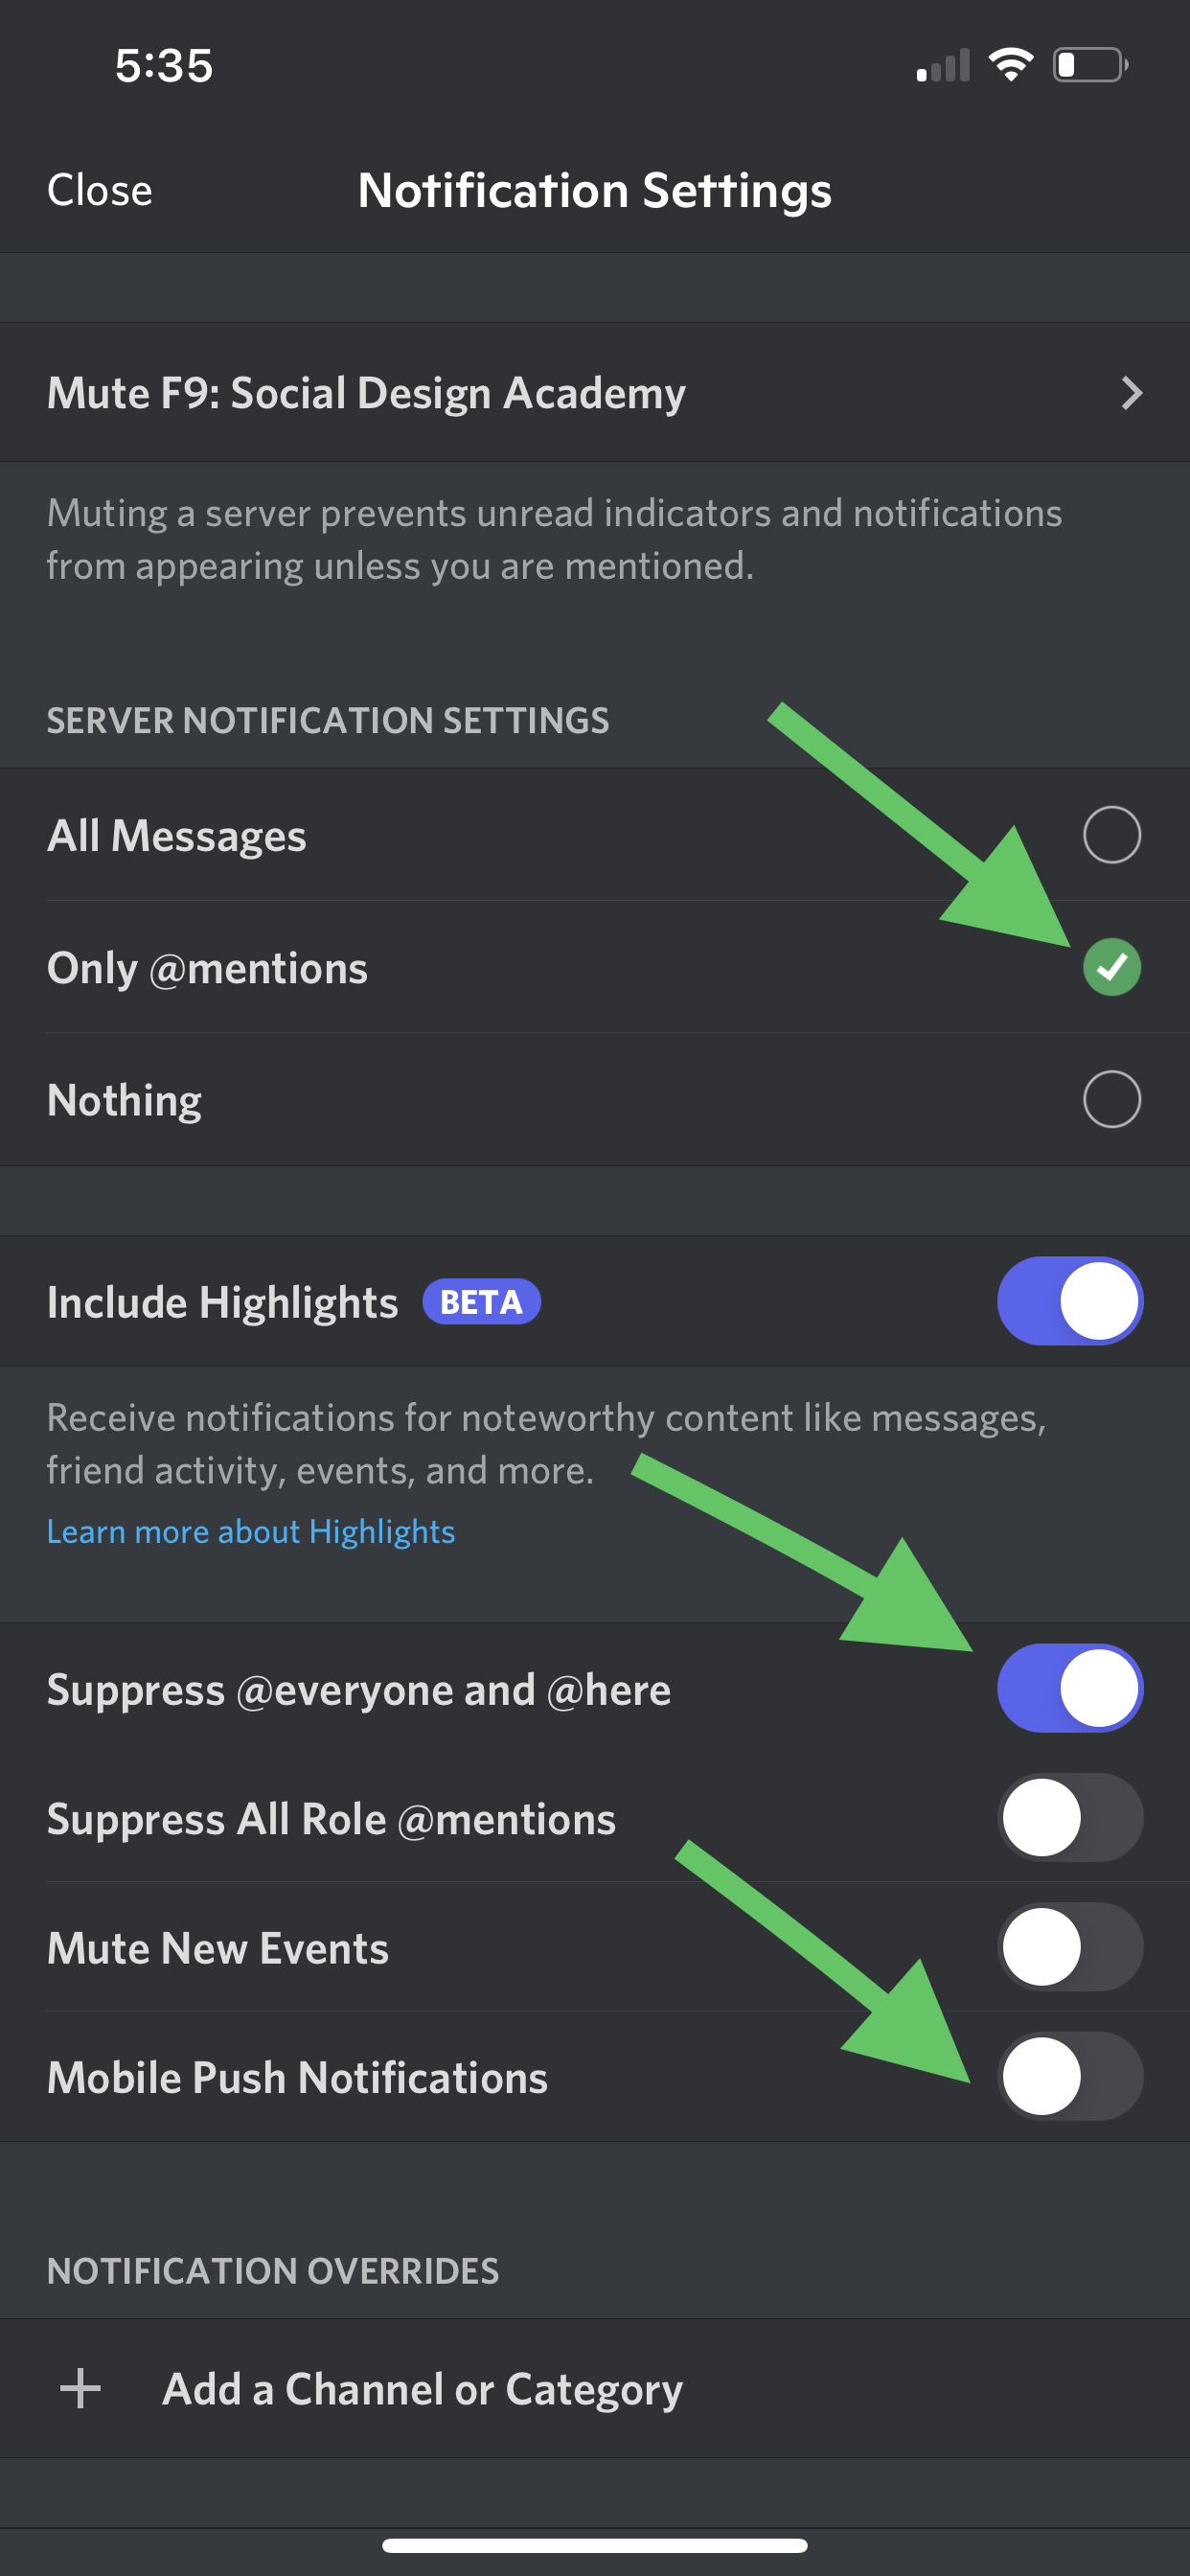 5:35
Close
Notification Settings
Mute F9: Social Design Academy
Muting a server prevents unread indicators and notifications
from appearing unless you are mentioned.
SERVER NOTIFICATION SETTINGS
All Messages
Only @mentions
Nothing
Include Highlights BETA
Receive notifications for noteworthy content like messages,
friend activity, events, and more.
Learn more about Highlights
Suppress @everyone and @here
Suppress All Role @mentions
Mute New Events
Mobile Push Notifications
NOTIFICATION OVERRIDES
+ Add a Channel or Category